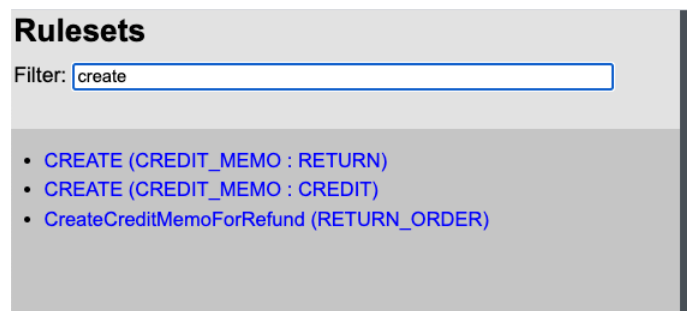 Rulesets
Filter: create
CREATE (CREDIT_MEMO : RETURN)
CREATE (CREDIT_MEMO : CREDIT)
CreateCreditMemoForRefund (RETURN_ORDER)